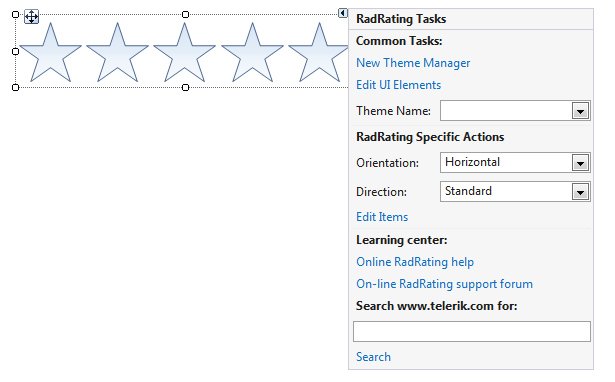 RadRating Tasks
Common Tasks:
New Theme Manager
Edit UI Elements
Theme Name:
RadRating Specific Actions
Orientation: Horizontal
Direction: Standard
Edit Items
Learning center:
Online RadRating help
On-line RadRating support forum
Search www.telerik.com for:
Search